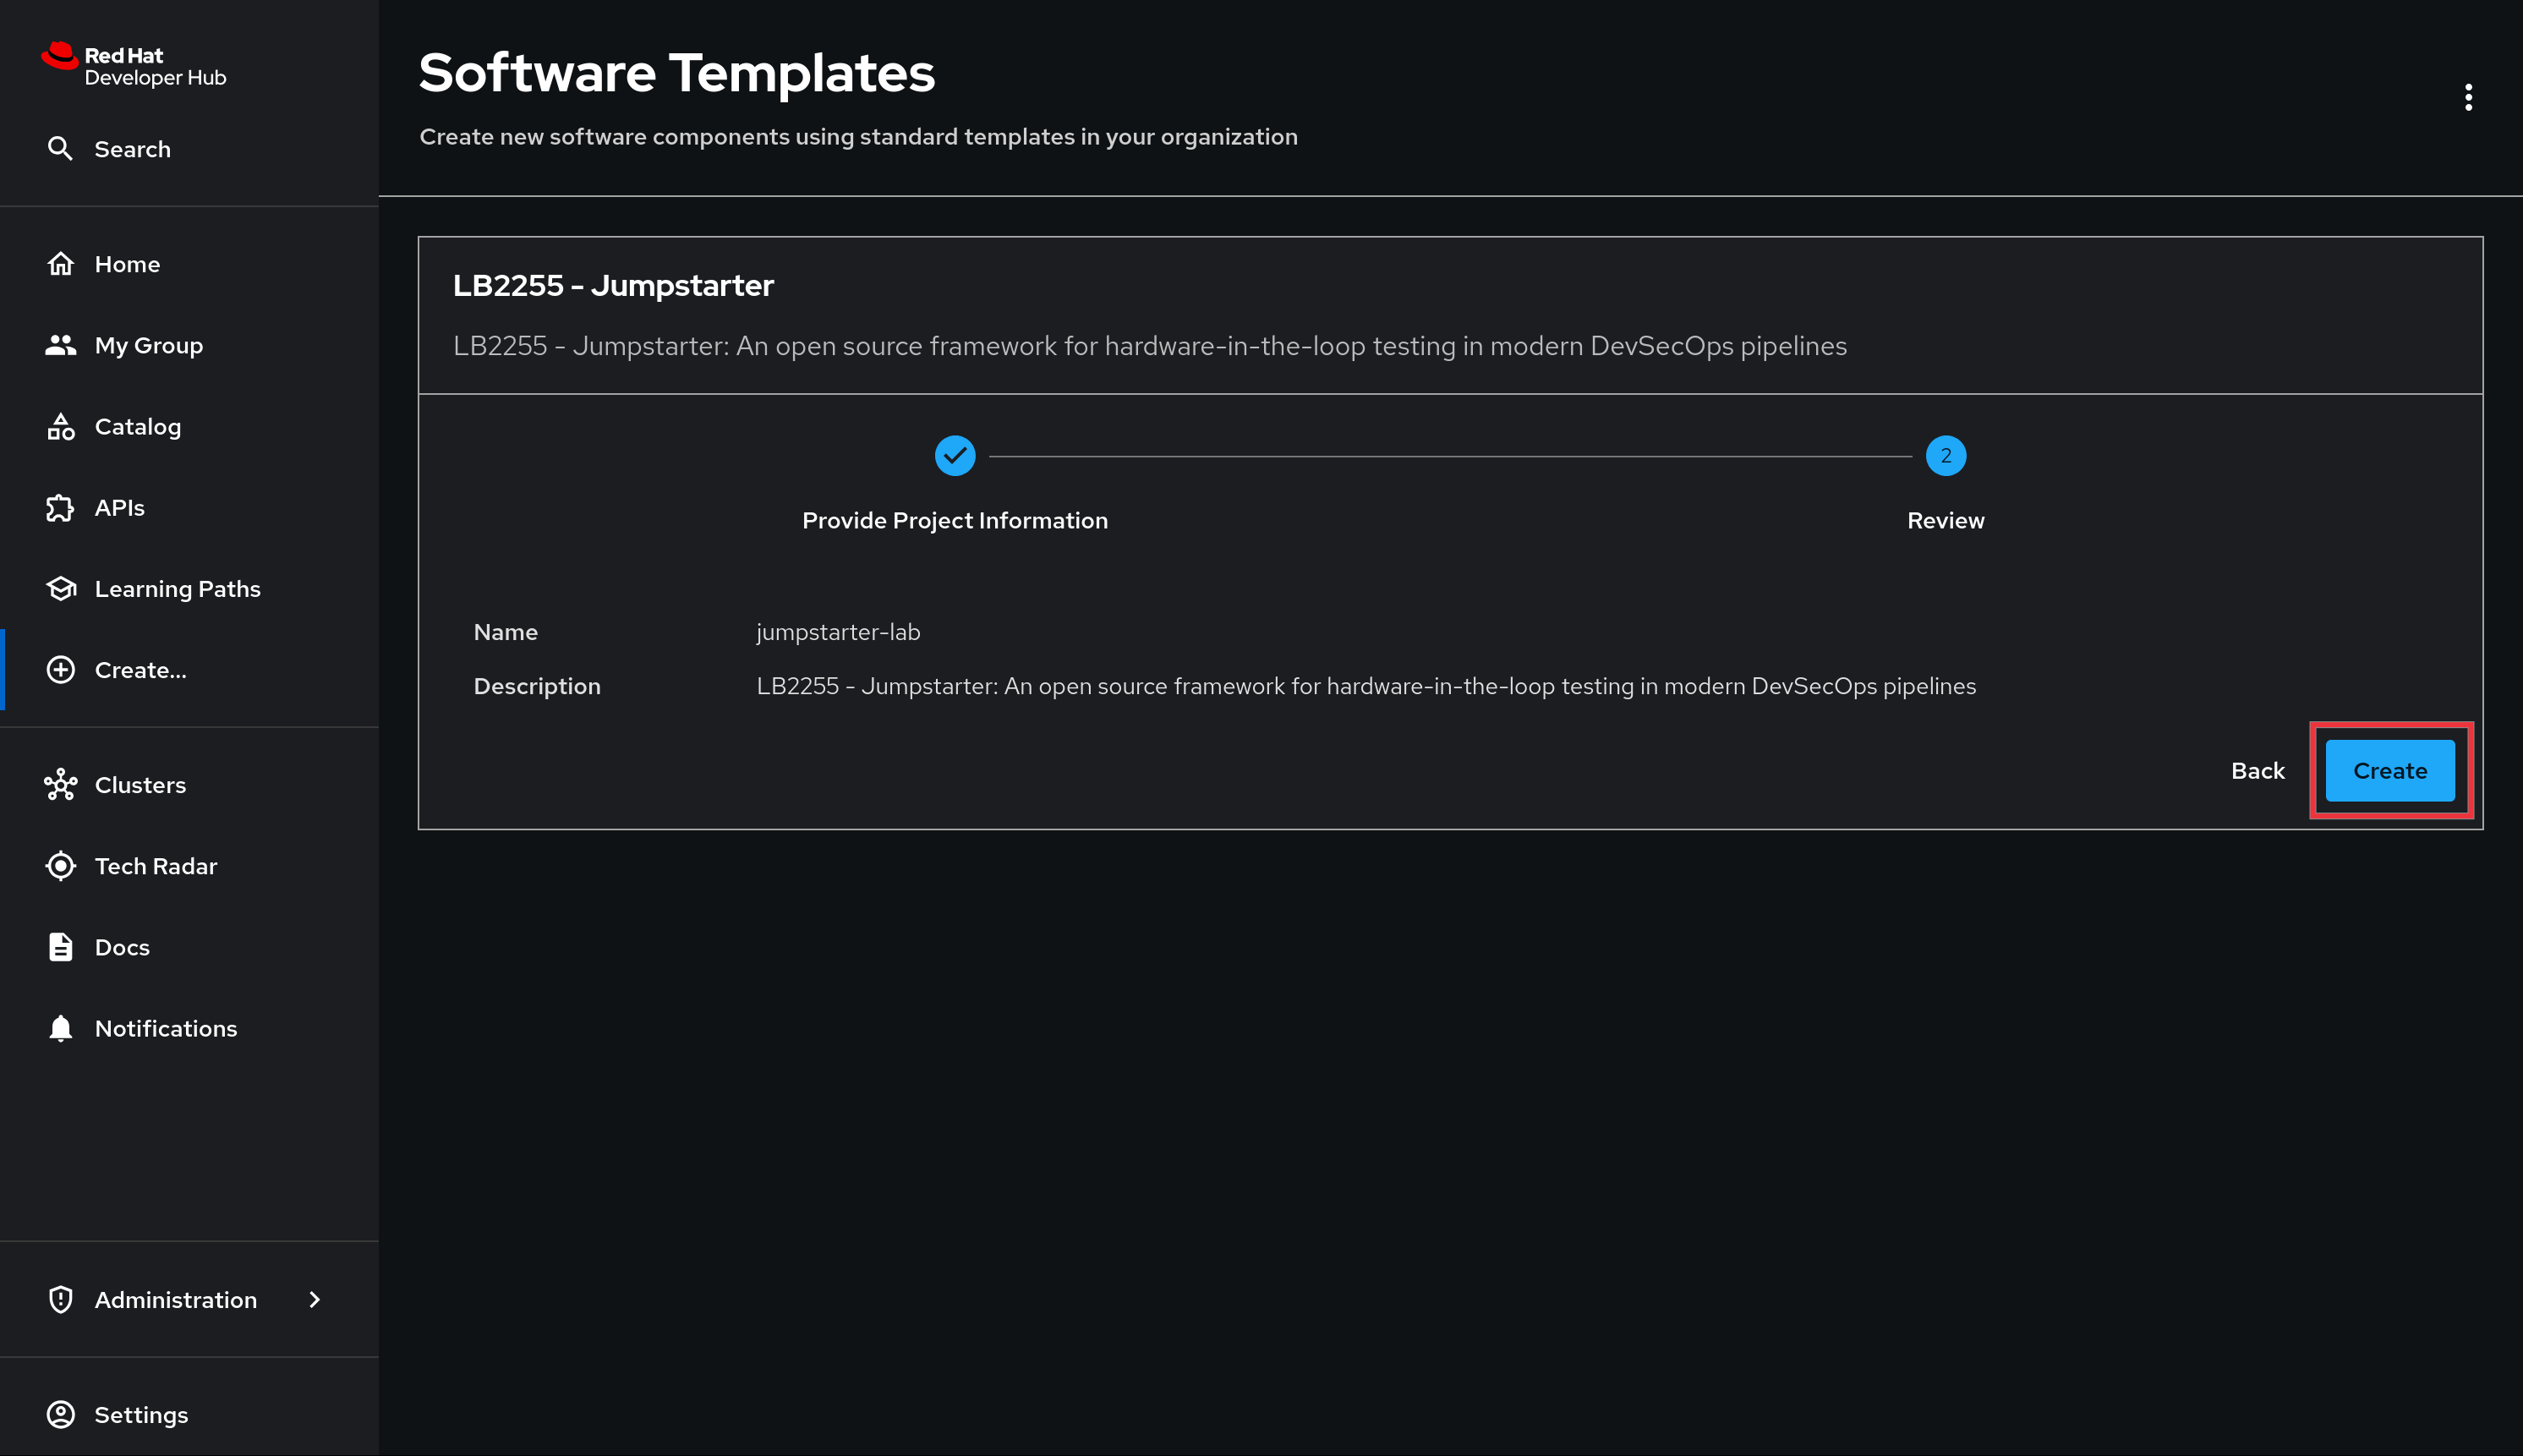 Red Hat
Developer Hub
Search
Home
My Group
Catalog
APIs
Learning Paths
Create...
Clusters
Tech Radar
Docs
Notifications
Administration
Settings
Software Templates
Create new software components using standard templates in your organization
LB2255 - Jumpstarter
LB2255 - Jumpstarter: An open source framework for hardware-in-the-loop testing in modern DevSecOps pipelines
2
Provide Project Information
Review
Name jumpstarter-lab
Description LB2255 - Jumpstarter: An open source framework for hardware-in-the-loop testing in modern DevSecOps pipelines
Back Create